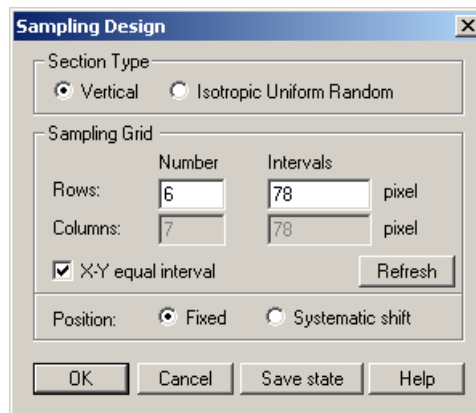 Sampling Design
Section Type
Vertical Isotropic Uniform Random
Sampling Grid
Number Intervals
Rows: 6 78 pixel
Columns: 7 78 pixel
X-Y equal interval Refresh
Position: Fixed Systematic shift
OK Cancel Save state Help